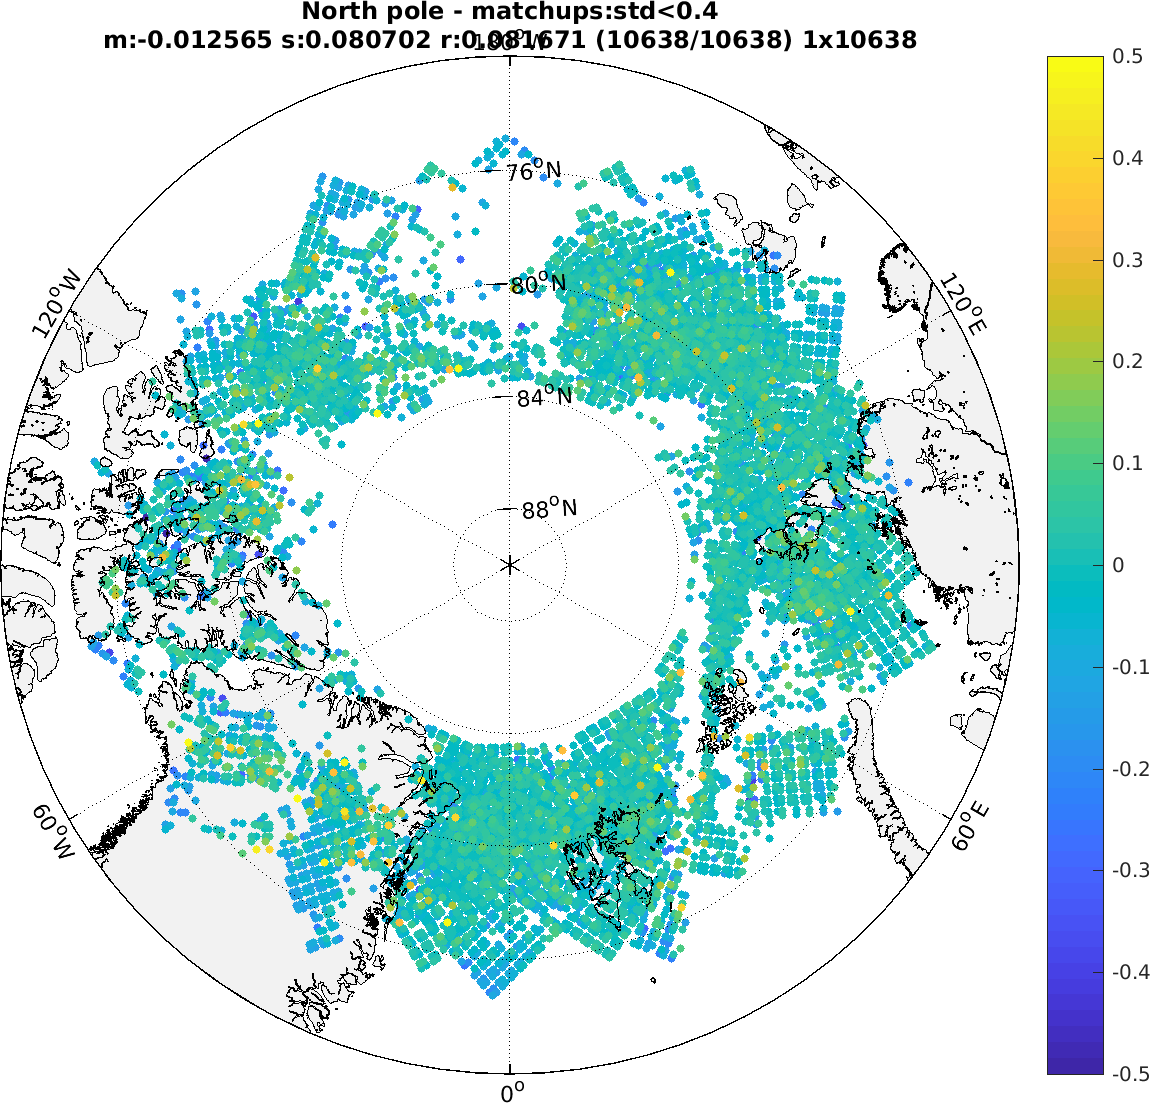 North pole - matchups:std<0.4
m:-0.012565 s:0.080702 r:0.081671 (10638/10638) 1x10638
180°W
76°N
80°N
84°N
88°N
120°W
120°E
60°W
60°E
0°
0.5
0.4
0.3
0.2
0.1
0
-0.1
-0.2
-0.3
-0.4
-0.5